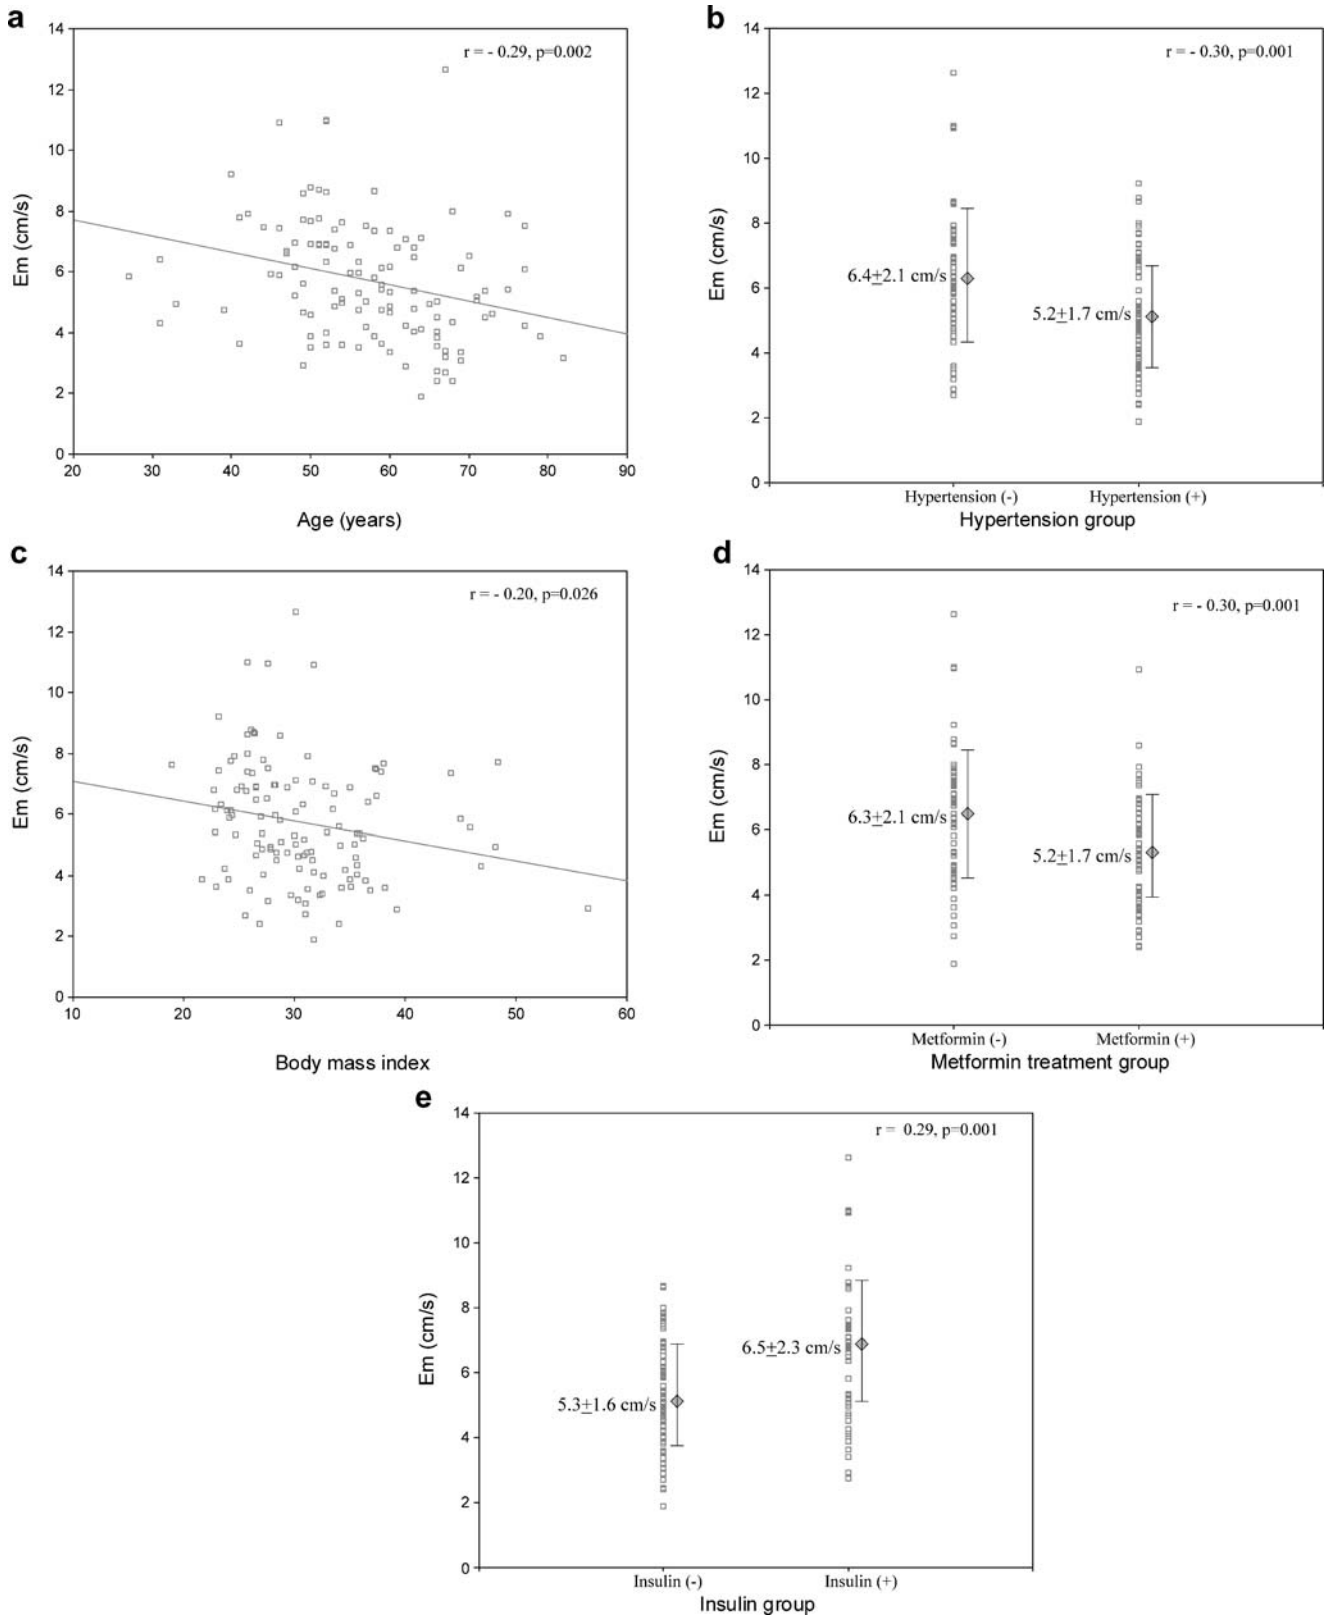 a
r = - 0.29, p=0.002
14
12
10
8
6
4
2
0
Em (cm/s)
20 30 40 50 60 70 80 90
Age (years)
b
r = - 0.30, p=0.001
14
12
10
8
6
4
2
0
Em (cm/s)
6.4±2.1 cm/s
5.2±1.7 cm/s
Hypertension (-) Hypertension (+)
Hypertension group
c
r = - 0.20, p=0.026
14
12
10
8
6
4
2
0
Em (cm/s)
10 20 30 40 50 60
Body mass index
d
r = - 0.30, p=0.001
14
12
10
8
6
4
2
0
Em (cm/s)
6.3±2.1 cm/s
5.2±1.7 cm/s
Metformin (-) Metformin (+)
Metformin treatment group
e
r = 0.29, p=0.001
14
12
10
8
6
4
2
0
Em (cm/s)
6.5±2.3 cm/s
5.3±1.6 cm/s
Insulin (-) Insulin (+)
Insulin group